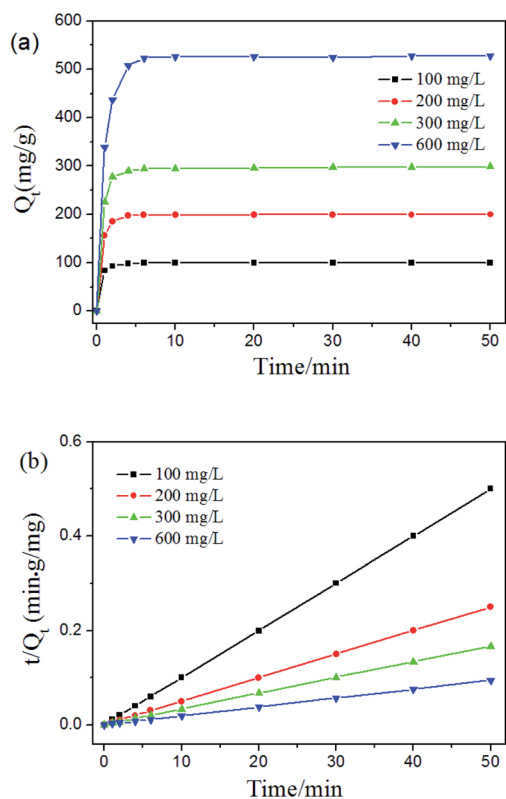 (a)
600
500
400
300
200
100
0
Qt(mg/g)
100 mg/L
200 mg/L
300 mg/L
600 mg/L
0 10 20 30 40 50
Time/min
(b)
0.6
0.4
0.2
0.0
t/Qt (min·g/mg)
100 mg/L
200 mg/L
300 mg/L
600 mg/L
0 10 20 30 40 50
Time/min